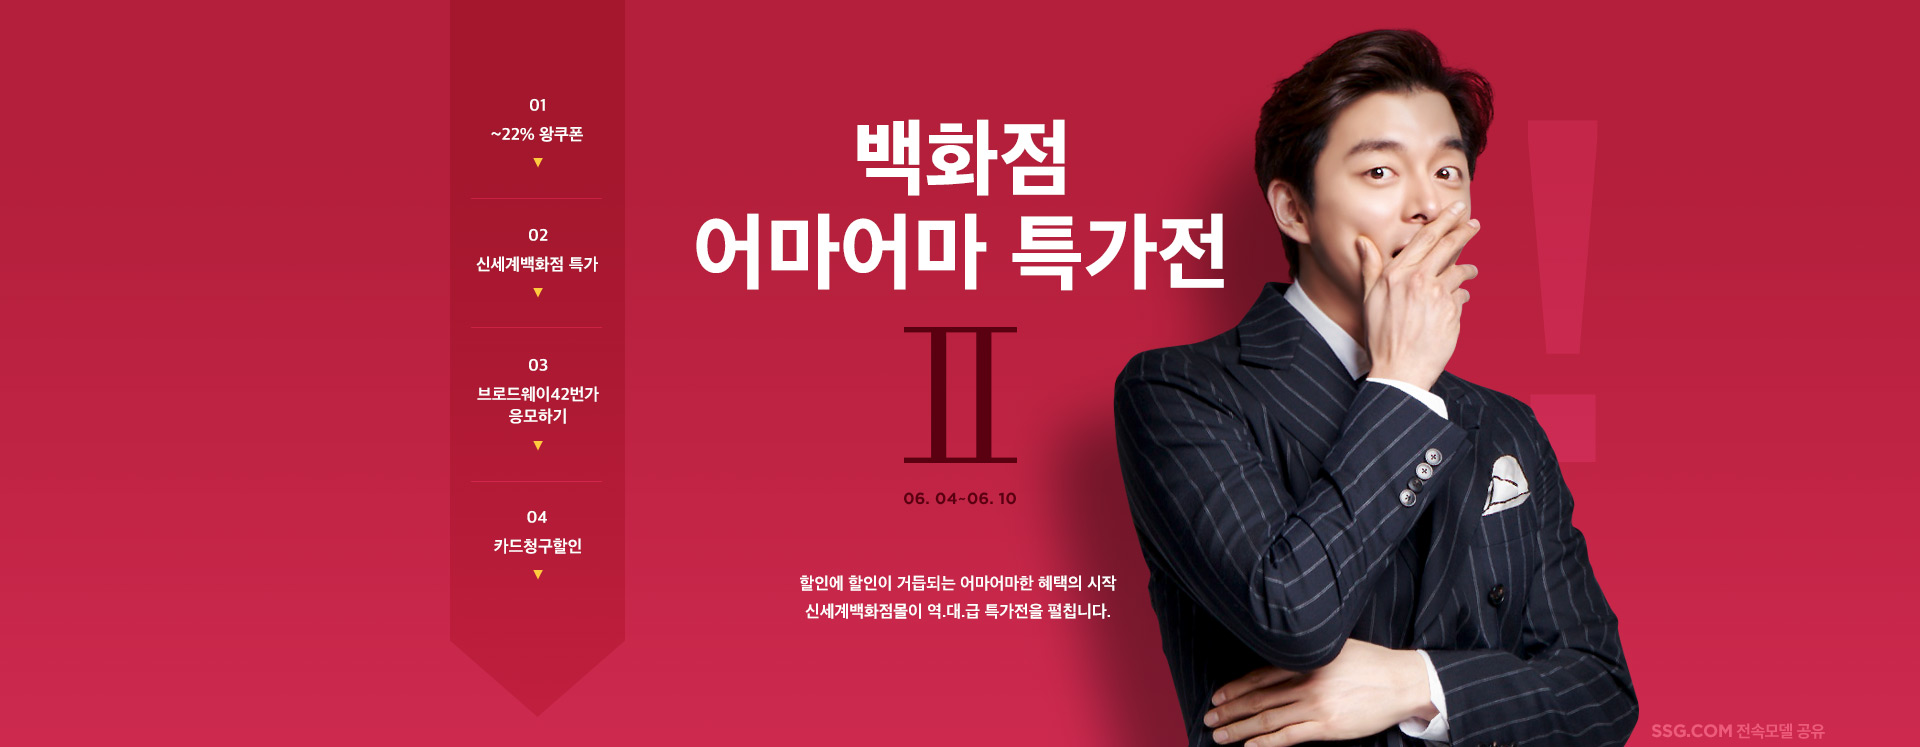 01
~22% 왕쿠폰
02
신세계백화점 특가
03
브로드웨이42번가
응모하기
04
카드청구할인
백화점
어마어마 특가전
II
06. 04~06. 10
할인에 할인이 거듭되는 어마어마한 혜택의 시작
신세계백화점몰이 역.대.급 특가전을 펼칩니다.
!
SSG.COM 전속모델 공유